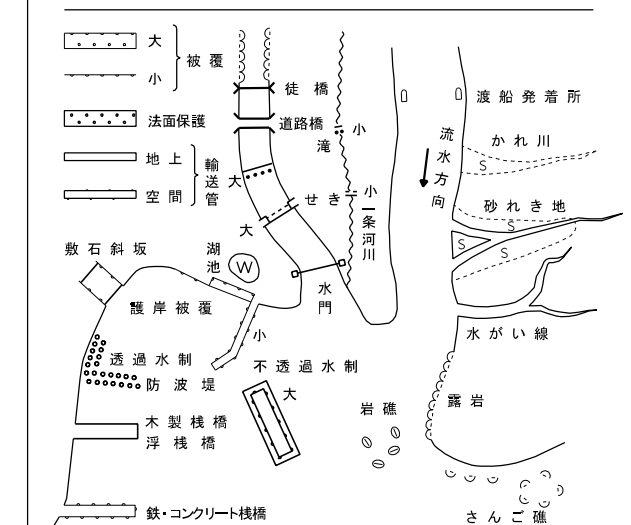 大
小
被覆
法面保護
地上
空間
輸送管
徒橋
道路橋
小
滝
大
せき
小
大
一条河川
渡船発着所
流水方向
かれ川
S
砂れき地
S
S
S
敷石斜坂
湖池
W
護岸被覆
小
水門
水がい線
透過水制
防波堤
不透過水制
大
岩礁
露岩
木製桟橋
浮桟橋
鉄・コンクリート桟橋
さんご礁